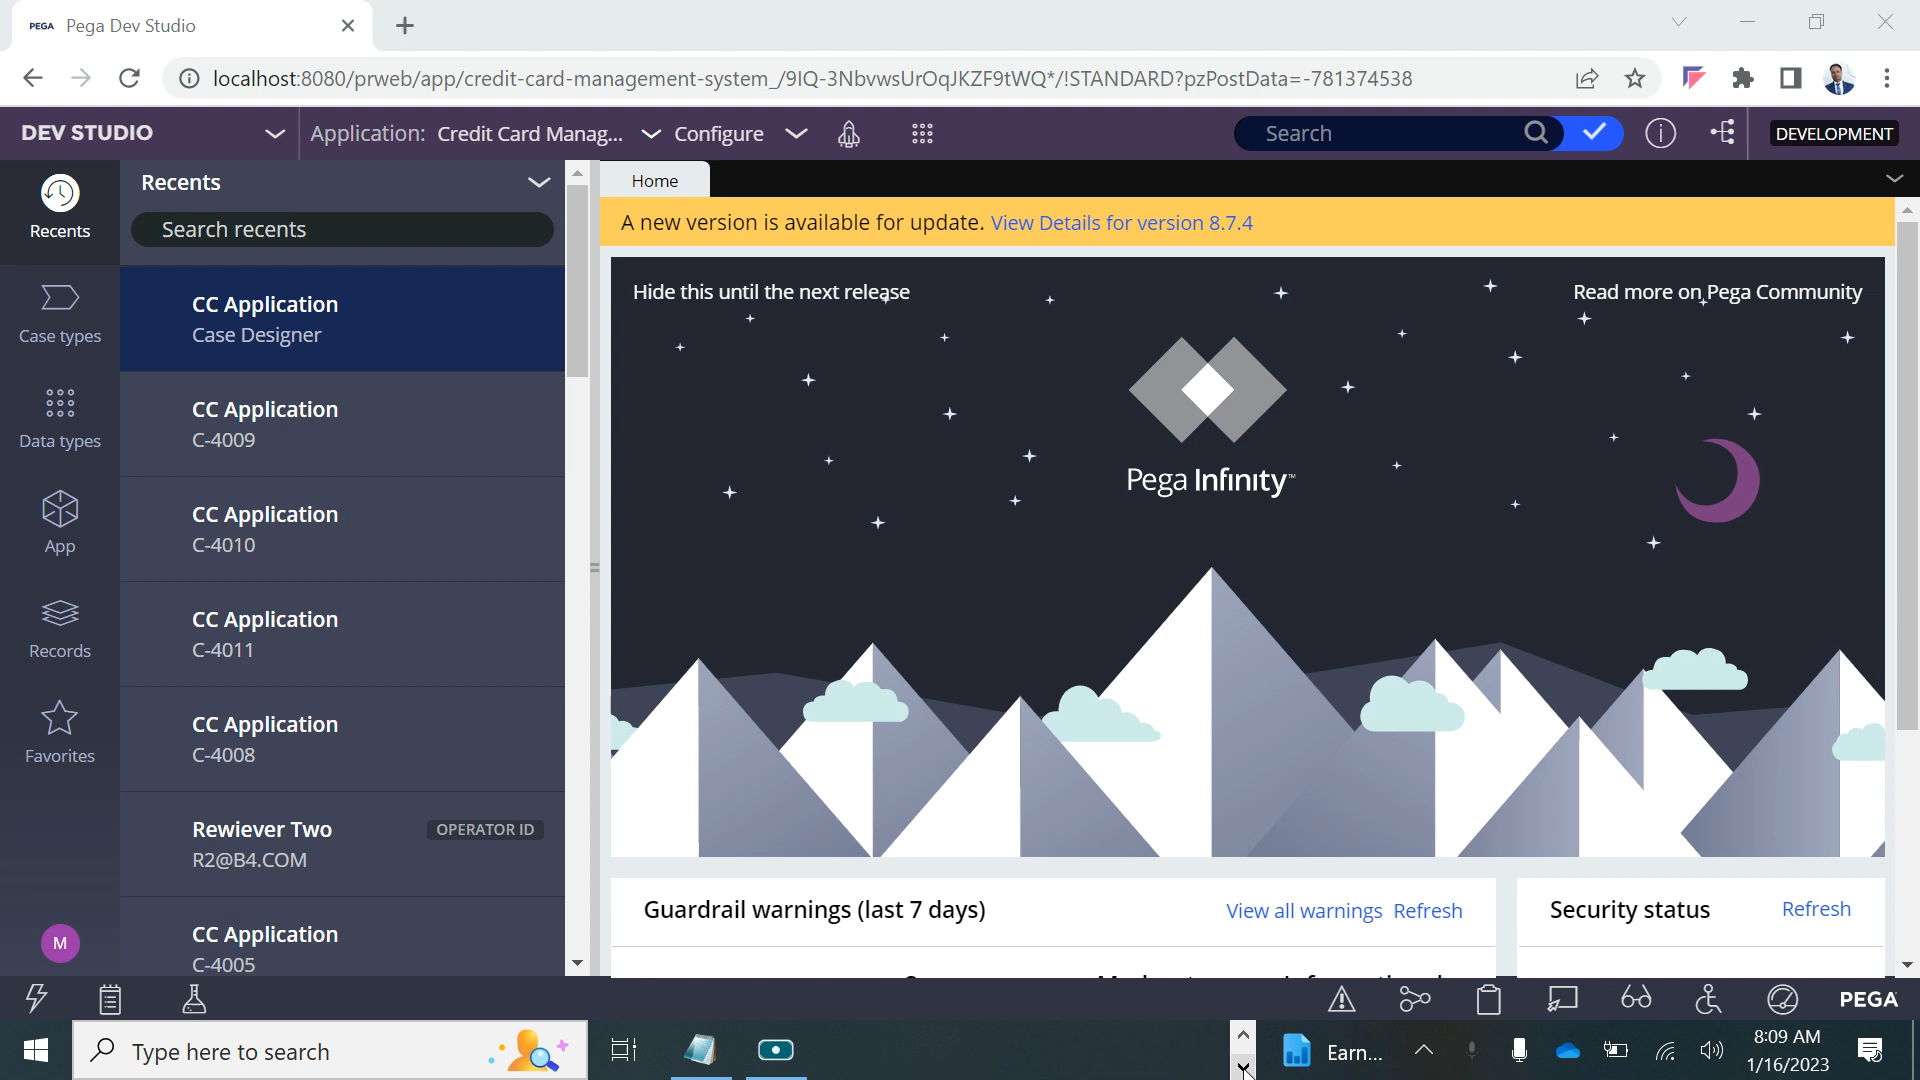 PEGA Pega Dev Studio
localhost:8080/prweb/app/credit-card-management-system_/9IQ-3NbvwsUrOqJKZF9tWQ*/!STANDARD?pzPostData=-781374538
DEV STUDIO
Application: Credit Card Manag...
Configure
Search
DEVELOPMENT
Recents
Case types
Data types
App
Records
Favorites
M
Recents
Search recents
CC Application
Case Designer
CC Application
C-4009
CC Application
C-4010
CC Application
C-4011
CC Application
C-4008
Rewiever Two
OPERATOR ID
R2@B4.COM
CC Application
C-4005
Home
A new version is available for update. View Details for version 8.7.4
Hide this until the next release
Read more on Pega Community
Pega Infinity™
Guardrail warnings (last 7 days)
View all warnings Refresh
Security status
Refresh
PEGA
Type here to search
Earn...
8:09 AM
1/16/2023